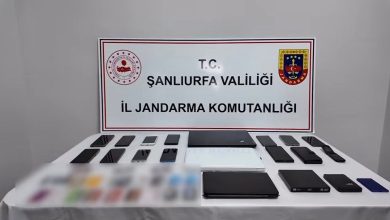 T.C.
ŞANLIURFA VALİLİĞİ
İL JANDARMA KOMUTANLIĞI